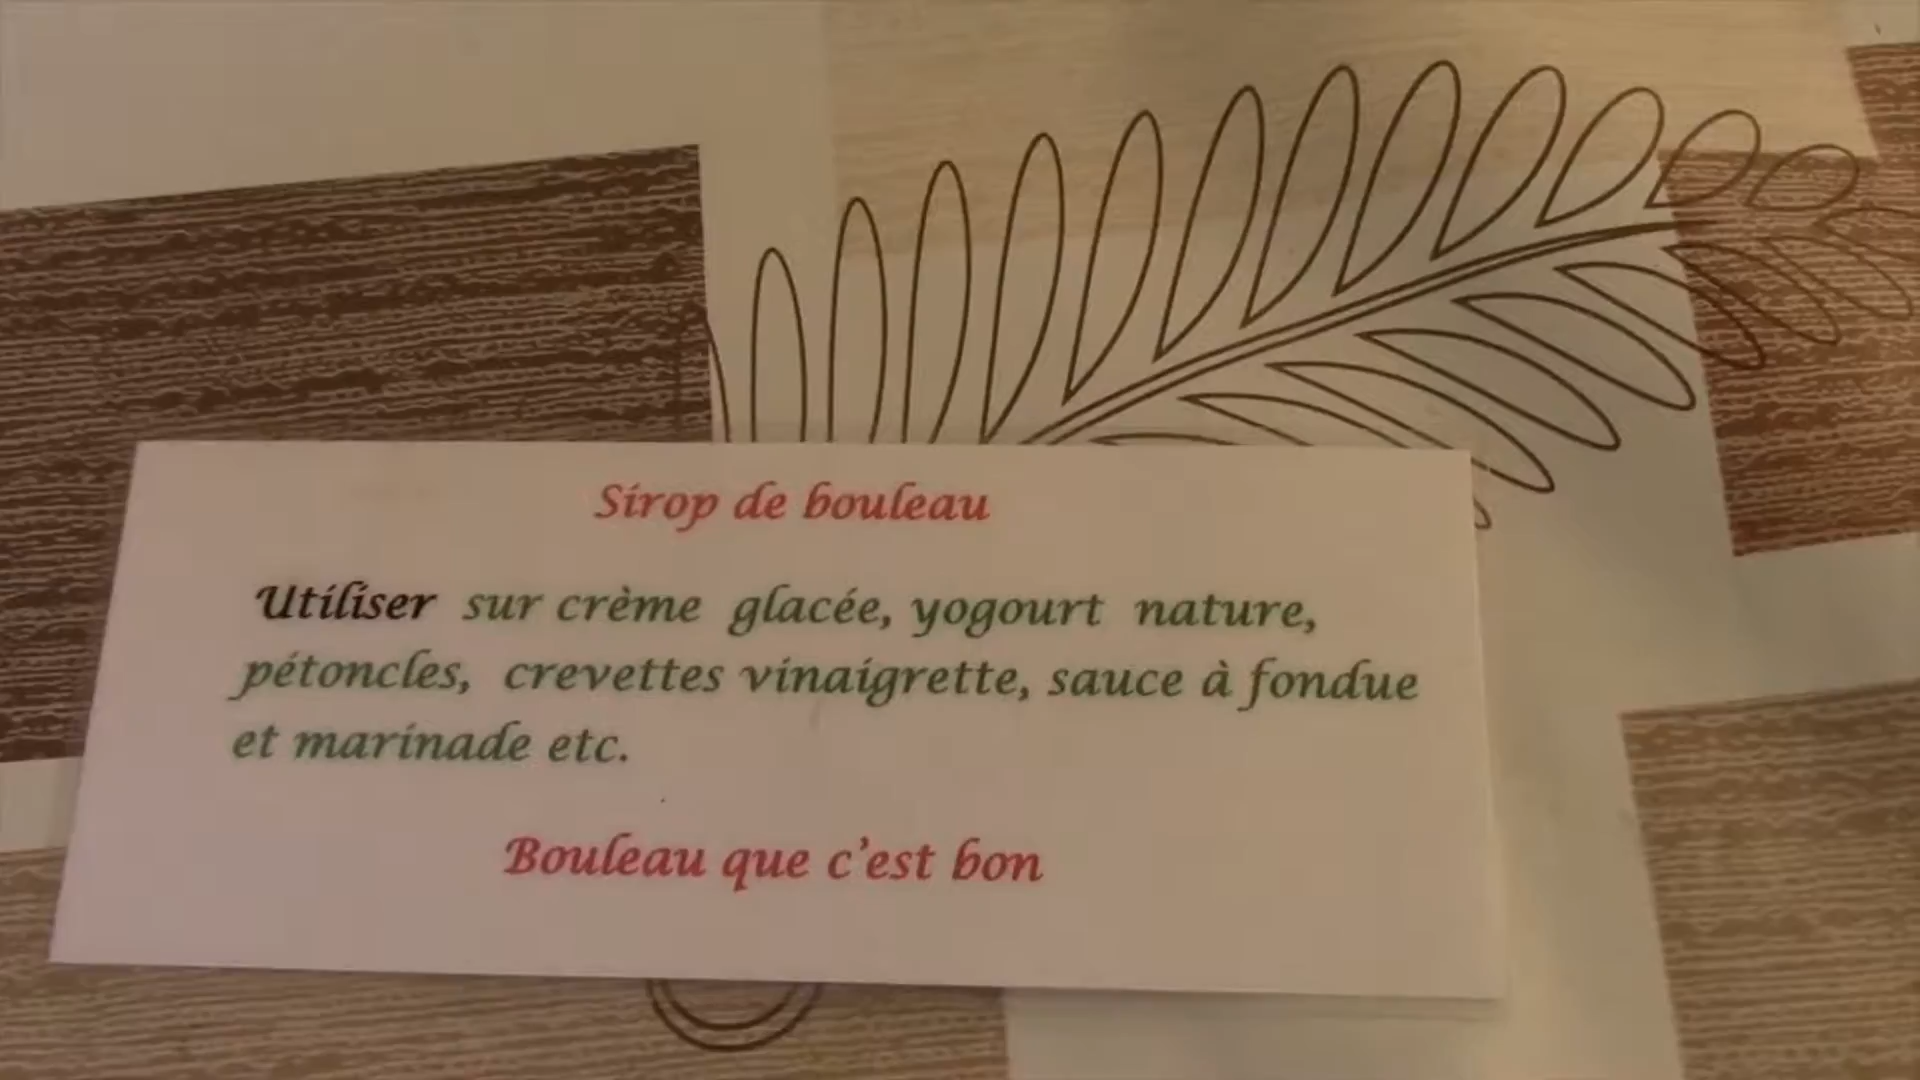 Sirop de bouleau
Utiliser sur crème glacée, yogourt nature,
pétoncles, crevettes vinaigrette, sauce à fondue
et marinade etc.
Bouleau que c'est bon